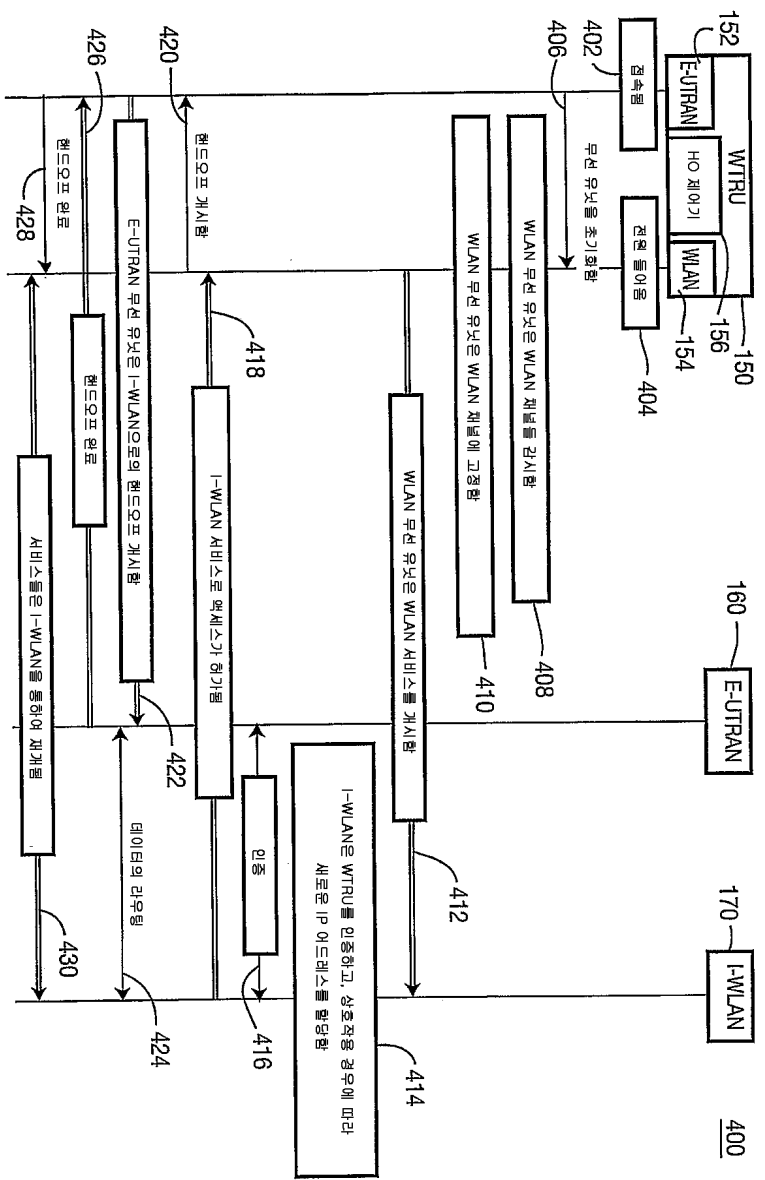 400
WTRU
150
152
E-UTRAN
HO 제어기
156
WLAN
154
160
E-UTRAN
170
I-WLAN
402
접속됨
전원 들어옴
404
무선 유닛을 초기화함
406
WLAN 무선 유닛은 WLAN 채널들 감시함
408
WLAN 무선 유닛은 WLAN 채널에 고정함
410
WLAN 무선 유닛은 WLAN 서비스를 개시함
412
I-WLAN은 WTRU를 인증하고, 상호작용 경우에 따라
새로운 IP 어드레스를 할당함
414
인증
416
I-WLAN 서비스로 액세스가 허가됨
418
핸드오프 개시함
420
E-UTRAN 무선 유닛은 I-WLAN으로의 핸드오프 개시함
422
데이터의 라우팅
424
핸드오프 완료
426
핸드오프 완료
428
서비스들은 I-WLAN을 통하여 재개됨
430